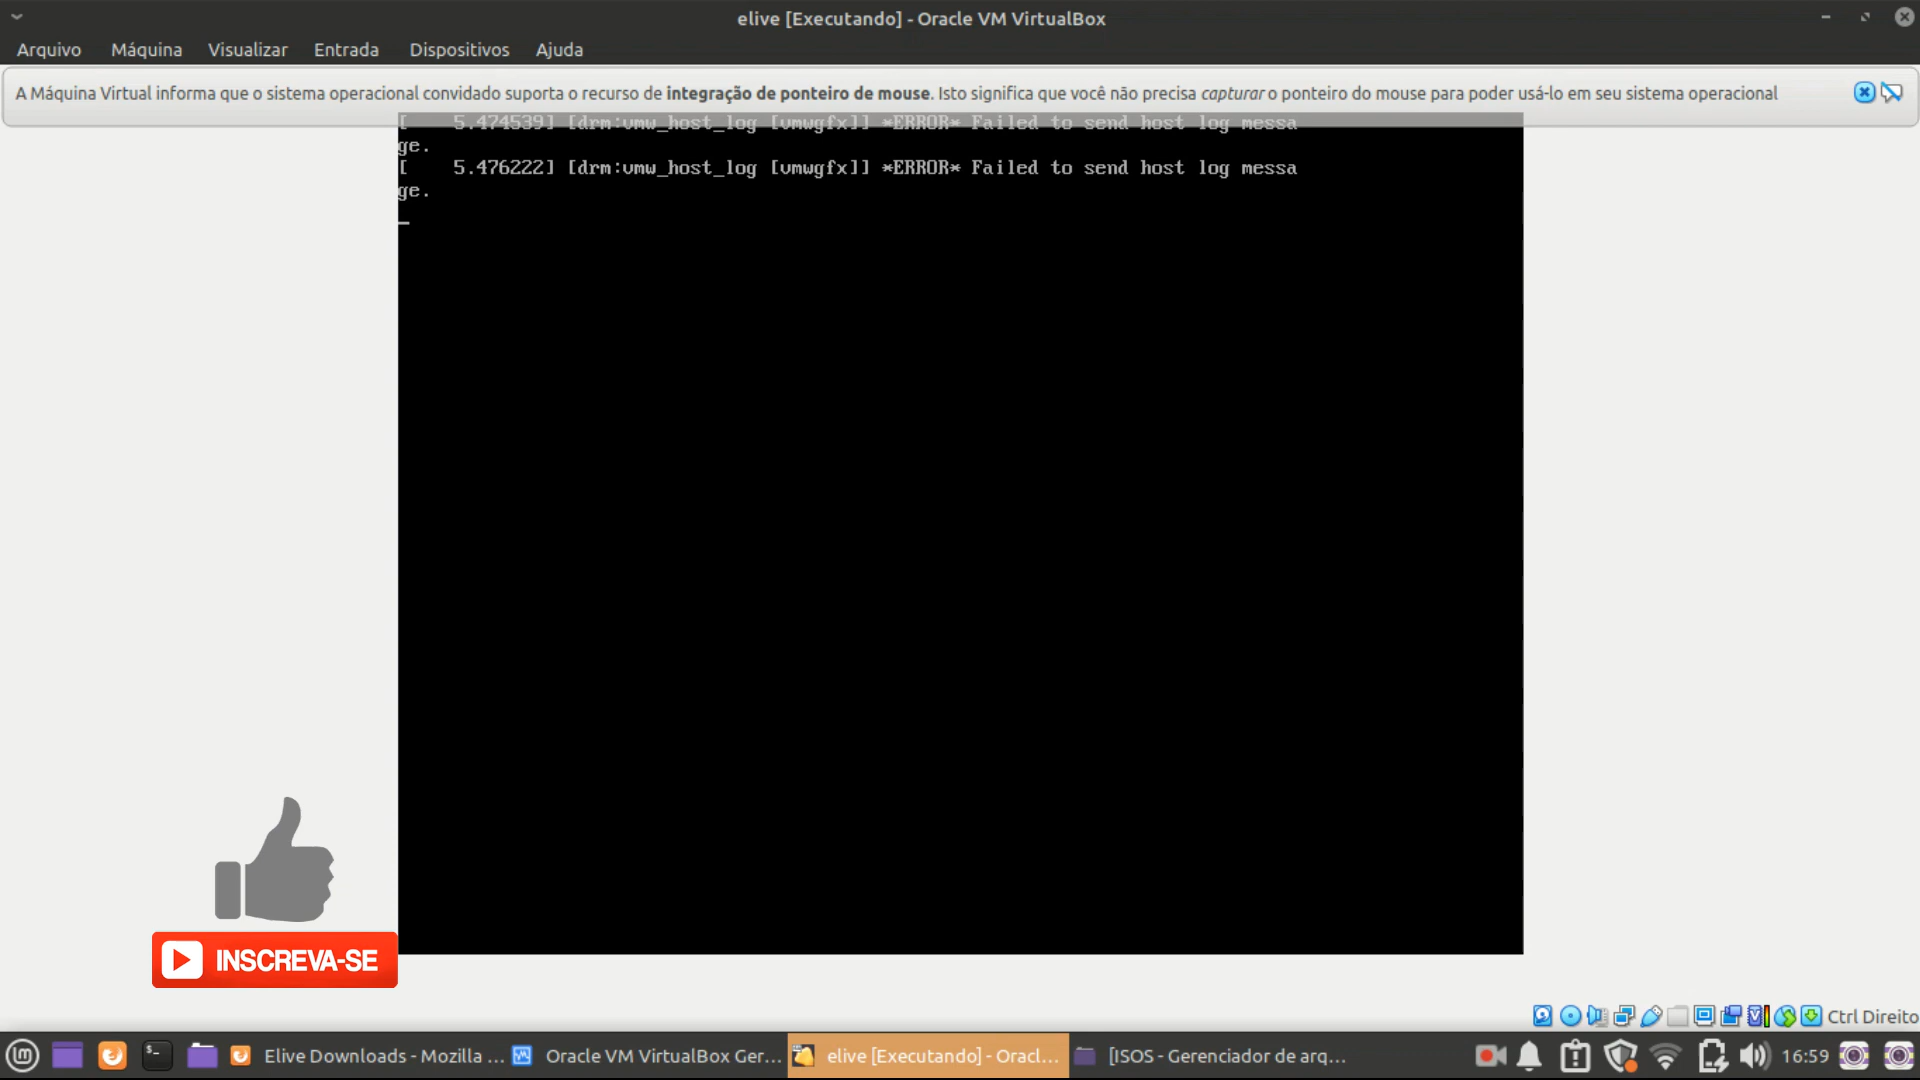 elive [Executando] - Oracle VM VirtualBox
Arquivo Máquina Visualizar Entrada Dispositivos Ajuda
A Máquina Virtual informa que o sistema operacional convidado suporta o recurso de integração de ponteiro de mouse. Isto significa que você não precisa capturar o ponteiro do mouse para poder usá-lo em seu sistema operacional
[ 5.474539] [drm:vmw_host_log [vmwgfx]] *ERROR* Failed to send host log messa
ge.
[ 5.476222] [drm:vmw_host_log [vmwgfx]] *ERROR* Failed to send host log messa
ge.
INSCREVA-SE
Ctrl Direito
Elive Downloads - Mozilla ... Oracle VM VirtualBox Ger... elive [Executando] - Oracl... [ISOS - Gerenciador de arq... 16:59